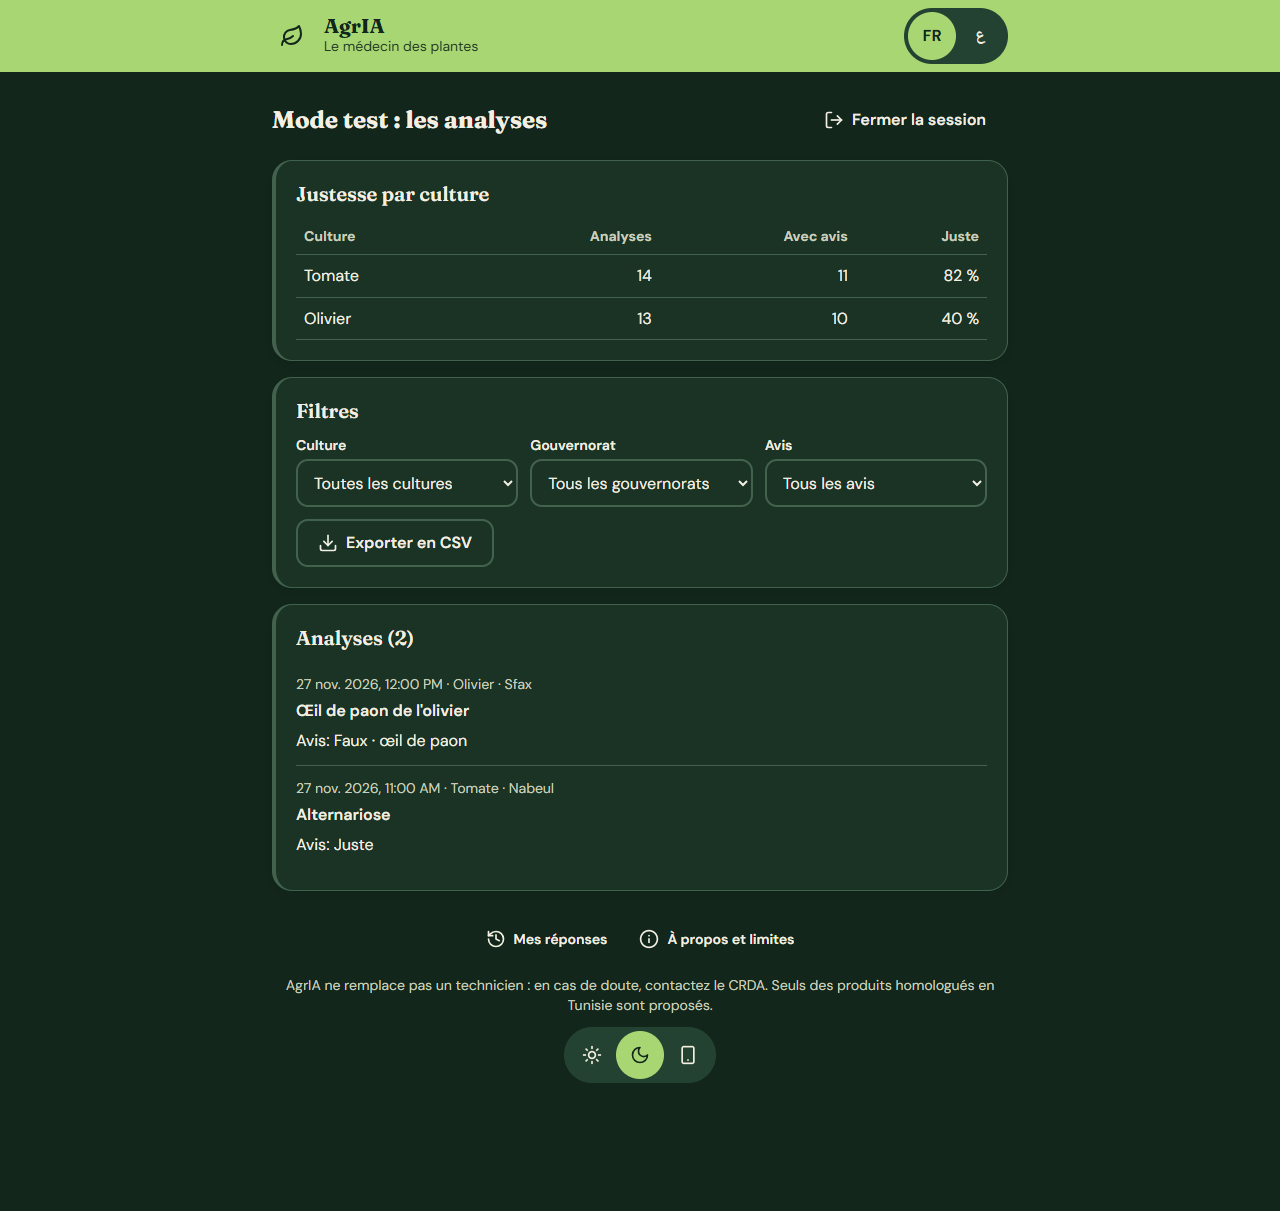 AgrIA
Le médecin des plantes
FR ع
Mode test : les analyses
Fermer la session
Justesse par culture
Culture Analyses Avec avis Juste
Tomate 14 11 82 %
Olivier 13 10 40 %
Filtres
Culture Gouvernorat Avis
Toutes les cultures Tous les gouvernorats Tous les avis
Exporter en CSV
Analyses (2)
27 nov. 2026, 12:00 PM · Olivier · Sfax
Œil de paon de l'olivier
Avis: Faux · œil de paon
27 nov. 2026, 11:00 AM · Tomate · Nabeul
Alternariose
Avis: Juste
Mes réponses À propos et limites
AgrIA ne remplace pas un technicien : en cas de doute, contactez le CRDA. Seuls des produits homologués en
Tunisie sont proposés.